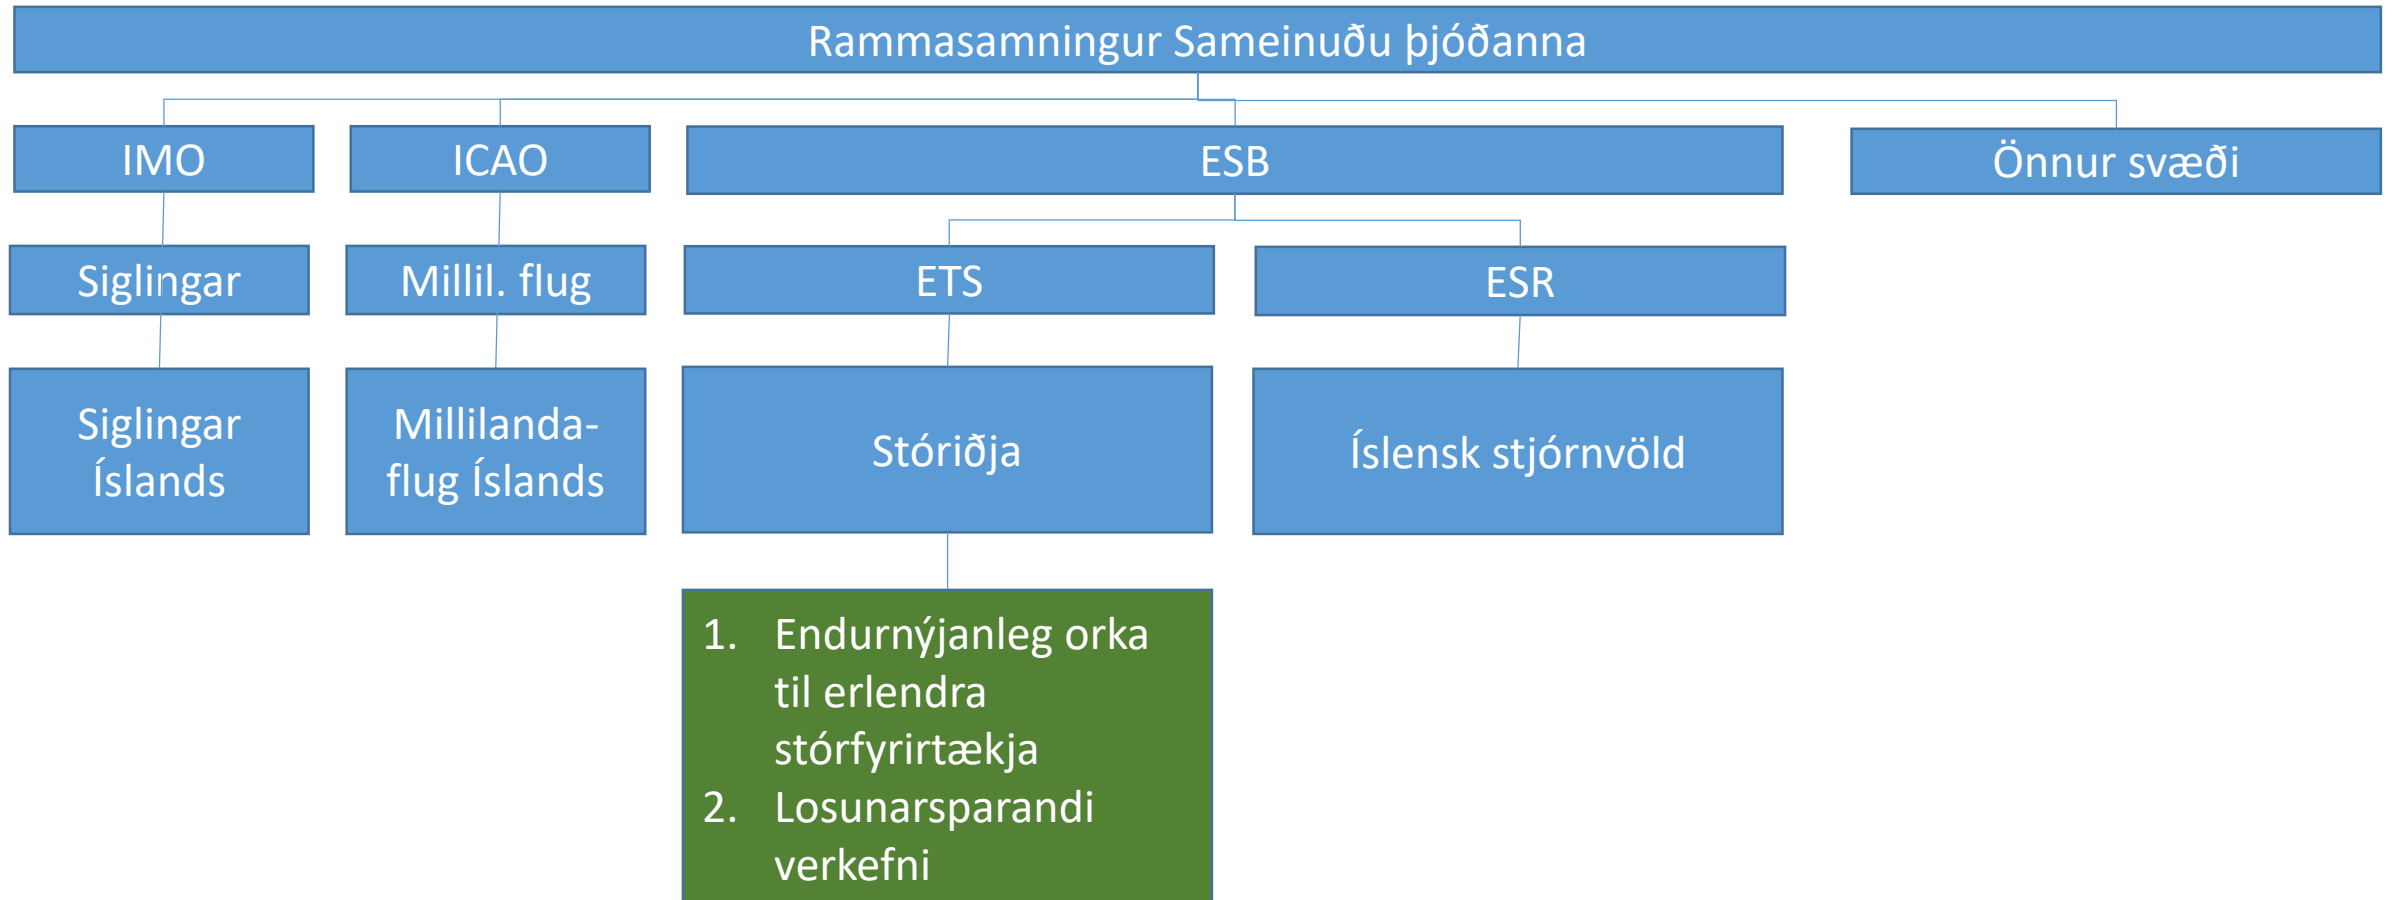 Rammasamningur Sameinuðu þjóðanna
IMO
ICAO
ESB
Önnur svæði
Siglingar
Millil. flug
ETS
ESR
Siglingar
Íslands
Millilanda-
flug Íslands
Stóriðja
Íslensk stjórnvöld
1. Endurnýjanleg orka
til erlendra
stórfyrirtækja
2. Losunarsparandi
verkefni